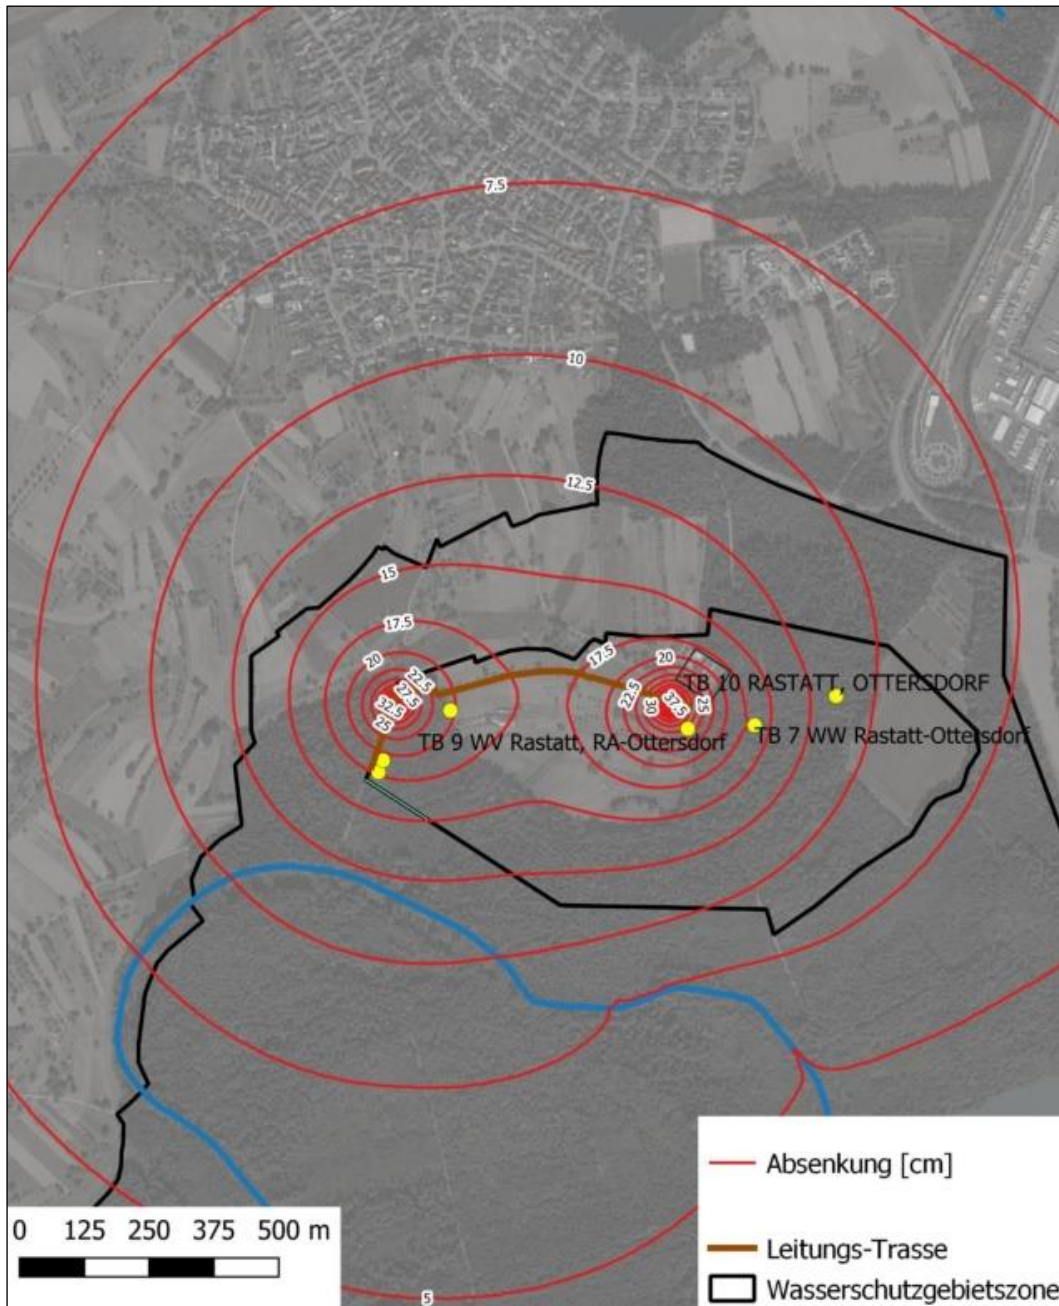 7.5
10
12.5
15
17.5
17.5
20
20
22.5
27.5
32.5
25
22.5
30
37.5
25
TB 10 RASTATT, OTTERSDORF
TB 9 WV Rastatt, RA-Ottersdorf
TB 7 WW Rastatt-Ottersdorf
Absenkung [cm]
0 125 250 375 500 m
Leitungs-Trasse
Wasserschutzgebietszone
5